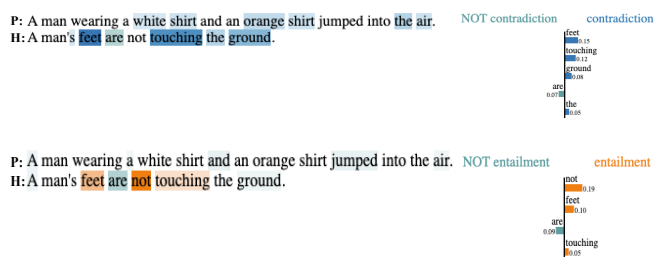 P: A man wearing a white shirt and an orange shirt jumped into the air.
H: A man's feet are not touching the ground.
NOT contradiction contradiction
feet
0.15
touching
0.12
ground
0.08
are
0.07
the
0.05
P: A man wearing a white shirt and an orange shirt jumped into the air.
H: A man's feet are not touching the ground.
NOT entailment entailment
not
0.19
feet
0.10
are
0.09
touching
0.05